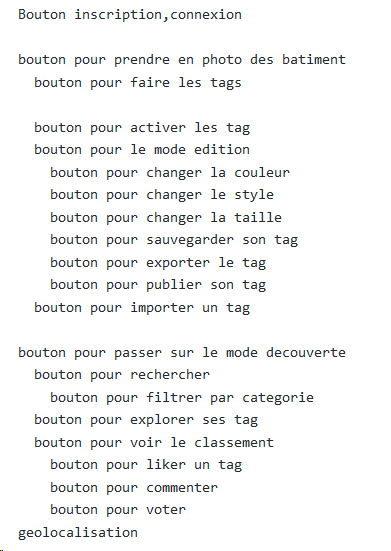 Bouton inscription,connexion
bouton pour prendre en photo des batiment
bouton pour faire les tags
bouton pour activer les tag
bouton pour le mode edition
bouton pour changer la couleur
bouton pour changer le style
bouton pour changer la taille
bouton pour sauvegarder son tag
bouton pour exporter le tag
bouton pour publier son tag
bouton pour importer un tag
bouton pour passer sur le mode decouverte
bouton pour rechercher
bouton pour filtrer par categorie
bouton pour explorer ses tag
bouton pour voir le classement
bouton pour liker un tag
bouton pour commenter
bouton pour voter
geolocalisation